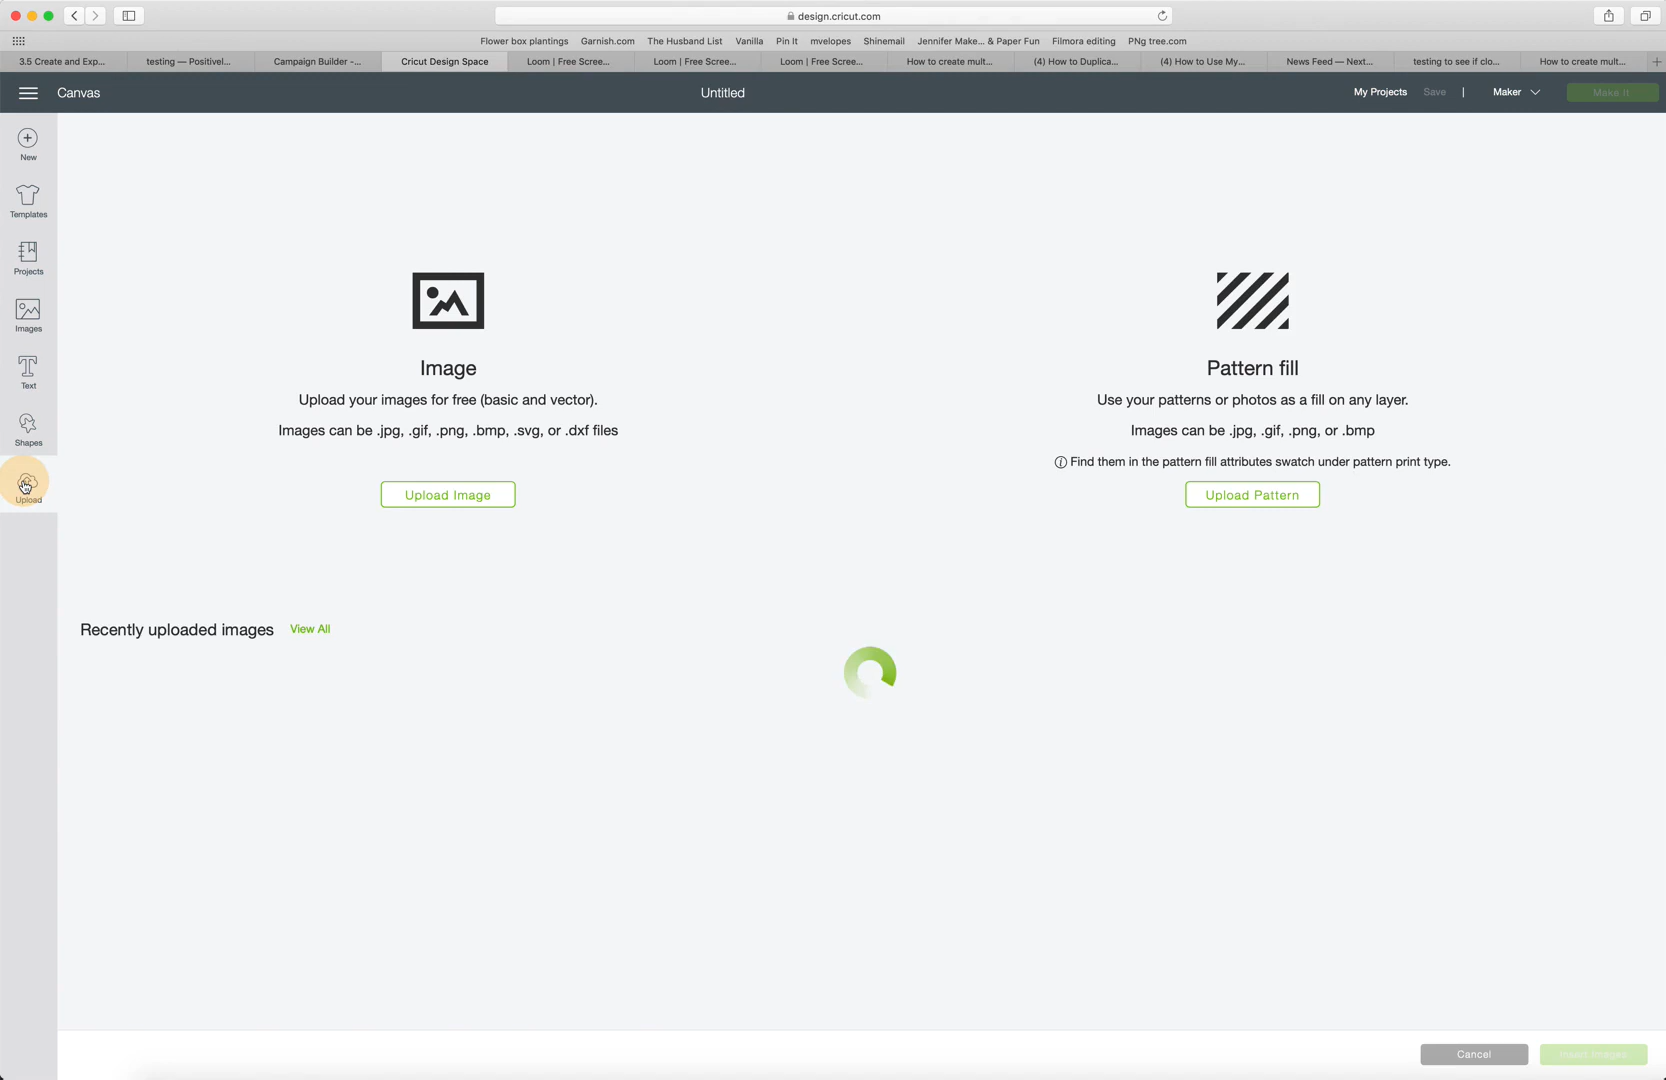 design.cricut.com
Flower box plantings Garnish.com The Husband List Vanilla Pin It mvelopes Shinemail Jennifer Make... & Paper Fun Filmora editing PNg tree.com
3.5 Create and Exp... testing — Positivel... Campaign Builder -... Cricut Design Space Loom | Free Scree... Loom | Free Scree... Loom | Free Scree... How to create mult... (4) How to Duplica... (4) How to Use My... News Feed — Next... testing to see if clo... How to create mult...
Canvas Untitled My Projects Save | Maker Make It
New
Templates
Projects
Images
Text
Shapes
Upload
Image
Upload your images for free (basic and vector).
Images can be .jpg, .gif, .png, .bmp, .svg, or .dxf files
Upload Image
Pattern fill
Use your patterns or photos as a fill on any layer.
Images can be .jpg, .gif, .png, or .bmp
Find them in the pattern fill attributes swatch under pattern print type.
Upload Pattern
Recently uploaded images View All
Cancel